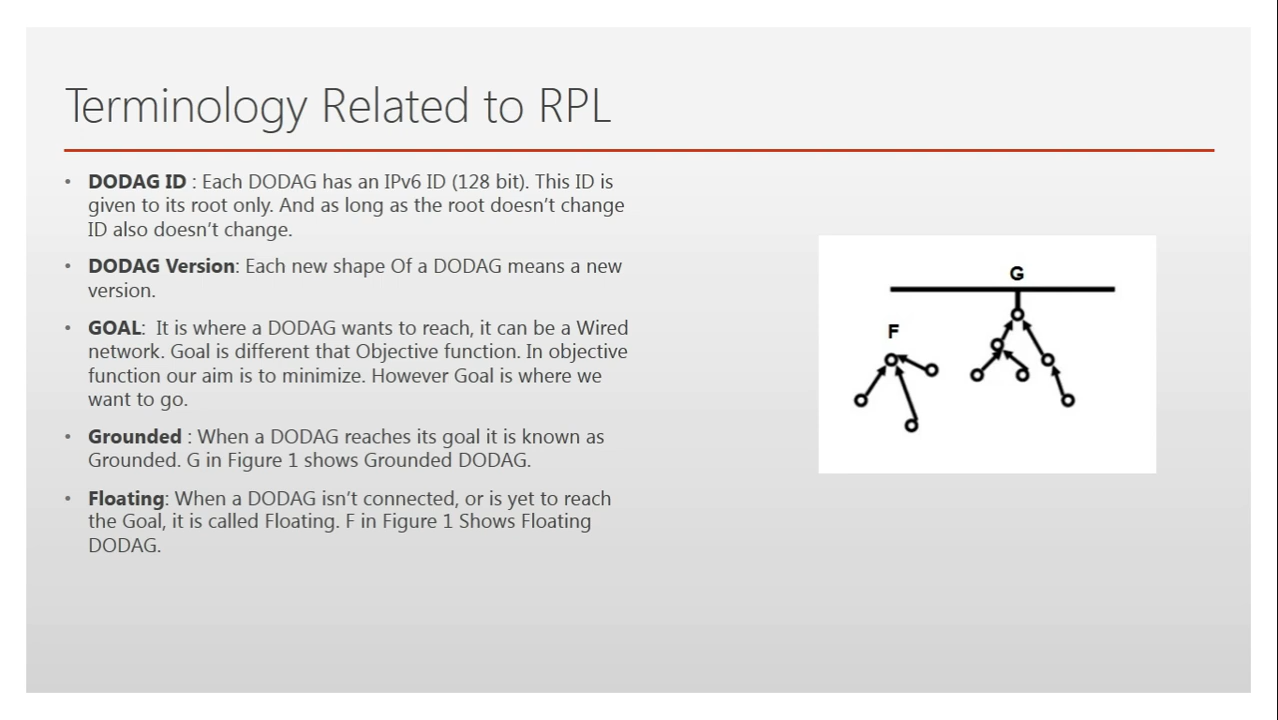 Terminology Related to RPL
• DODAG ID : Each DODAG has an IPv6 ID (128 bit). This ID is
given to its root only. And as long as the root doesn’t change
ID also doesn’t change.
• DODAG Version: Each new shape Of a DODAG means a new
version.
• GOAL:  It is where a DODAG wants to reach, it can be a Wired
network. Goal is different that Objective function. In objective
function our aim is to minimize. However Goal is where we
want to go.
• Grounded : When a DODAG reaches its goal it is known as
Grounded. G in Figure 1 shows Grounded DODAG.
• Floating: When a DODAG isn’t connected, or is yet to reach
the Goal, it is called Floating. F in Figure 1 Shows Floating
DODAG.
G
F